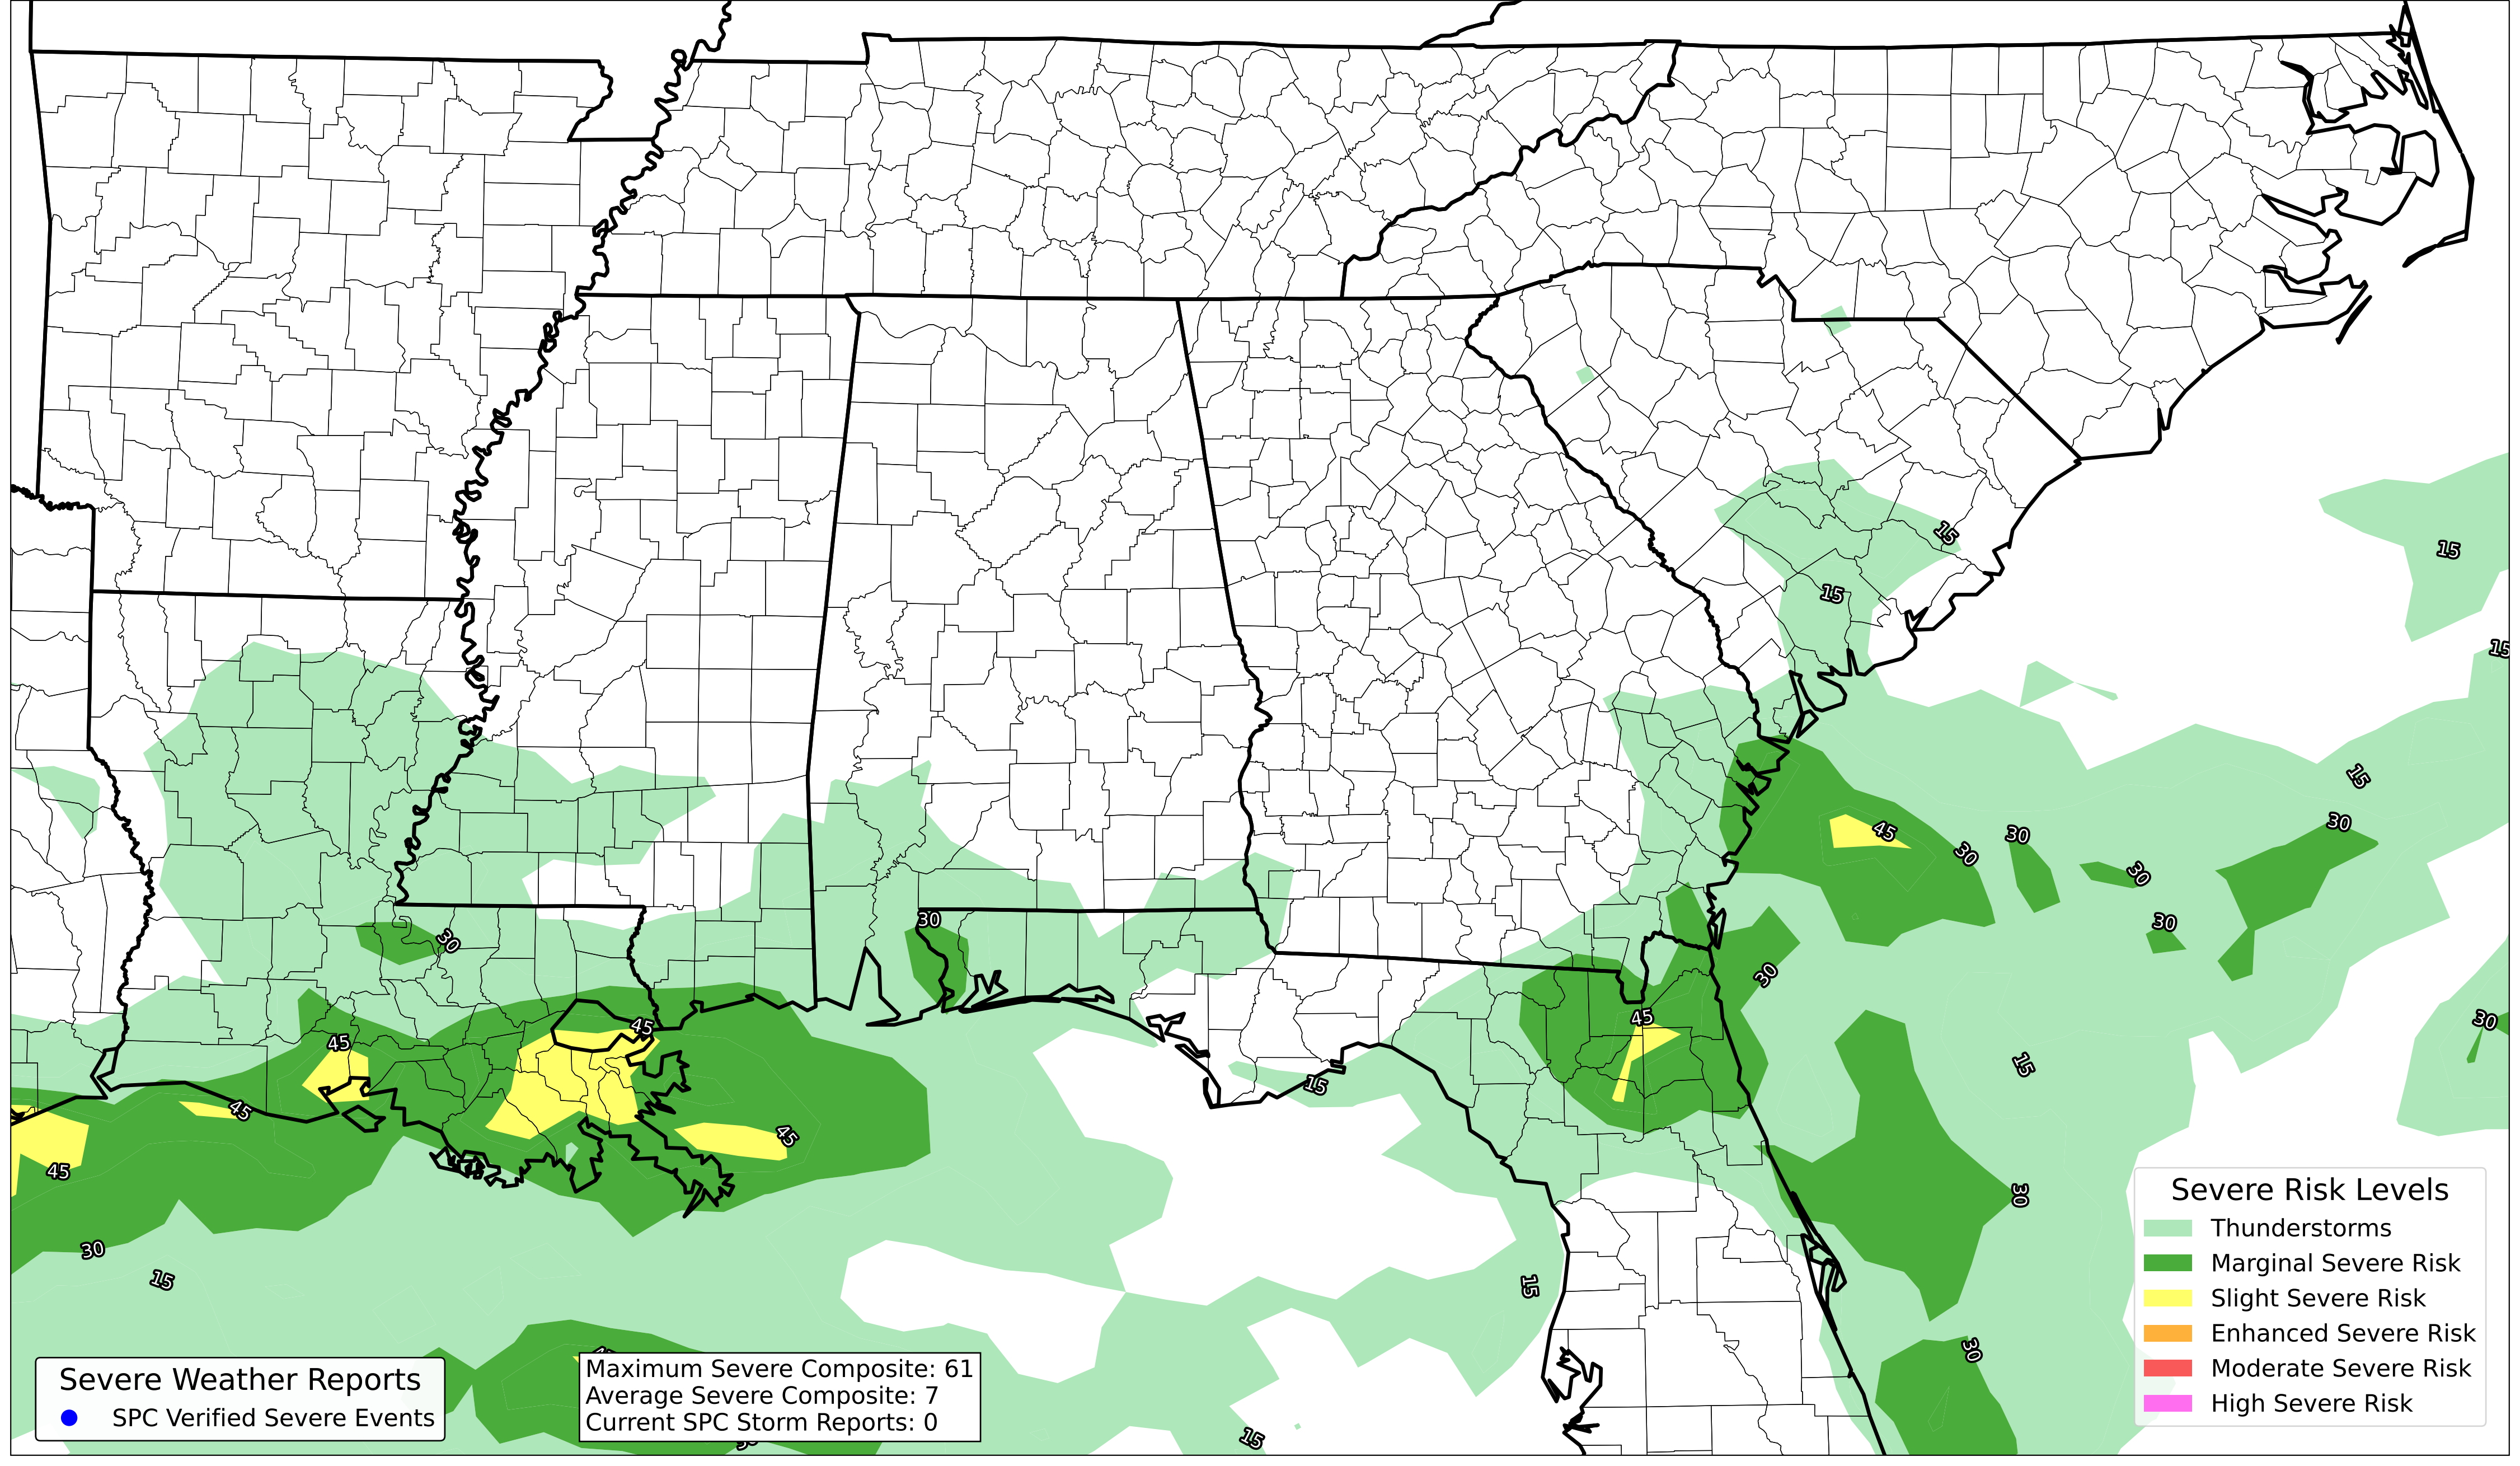 15
15
15
15
15
30
45
30
30
30
30
30
30
30
45
45
45
30
15
15
45
45
45
30
30
15
15
30
15
Severe Weather Reports
SPC Verified Severe Events
Maximum Severe Composite: 61
Average Severe Composite: 7
Current SPC Storm Reports: 0
Severe Risk Levels
Thunderstorms
Marginal Severe Risk
Slight Severe Risk
Enhanced Severe Risk
Moderate Severe Risk
High Severe Risk